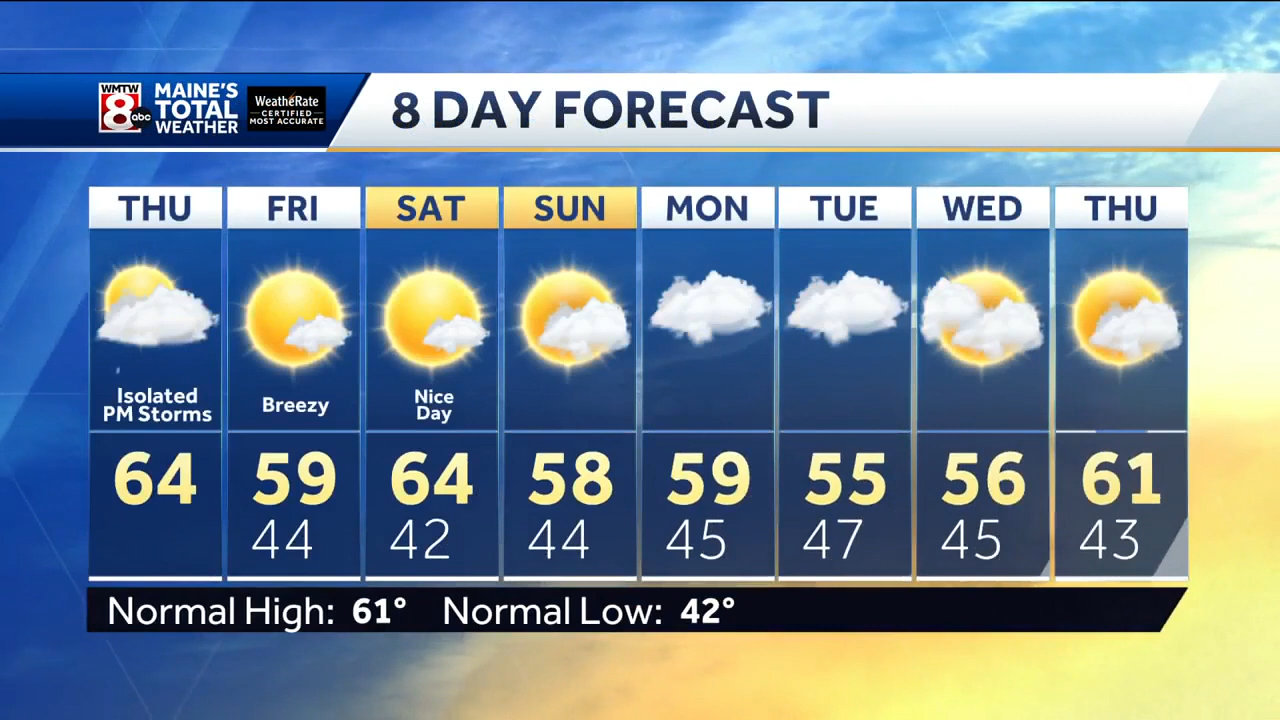 WMTW
8
abc
MAINE'S
TOTAL
WEATHER
WeatheRate
CERTIFIED
MOST ACCURATE
8 DAY FORECAST
THU FRI SAT SUN MON TUE WED THU
Isolated
PM Storms
Breezy
Nice
Day
64 59 64 58 59 55 56 61
44 42 44 45 47 45 43
Normal High: 61° Normal Low: 42°